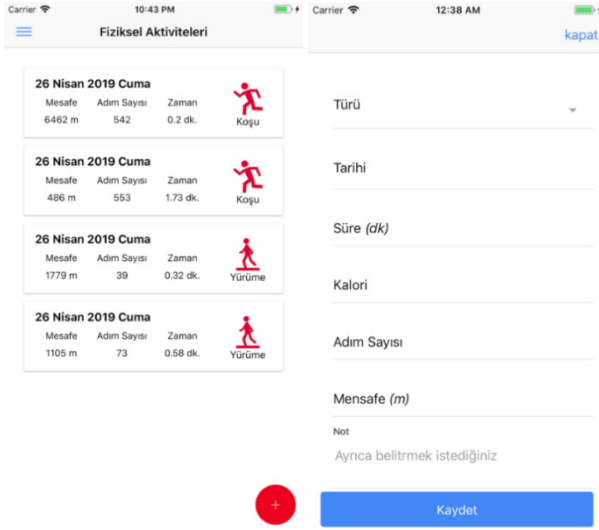 Carrier 10:43 PM
Fiziksel Aktiviteleri
26 Nisan 2019 Cuma
Mesafe Adım Sayısı Zaman
6462 m 542 0.2 dk. Koşu
26 Nisan 2019 Cuma
Mesafe Adım Sayısı Zaman
486 m 553 1.73 dk. Koşu
26 Nisan 2019 Cuma
Mesafe Adım Sayısı Zaman
1779 m 39 0.32 dk. Yürüme
26 Nisan 2019 Cuma
Mesafe Adım Sayısı Zaman
1105 m 73 0.58 dk. Yürüme
+
Carrier 12:38 AM
kapat
Türü
Tarihi
Süre (dk)
Kalori
Adım Sayısı
Mensafe (m)
Not
Ayrıca belitrmek istediğiniz
Kaydet